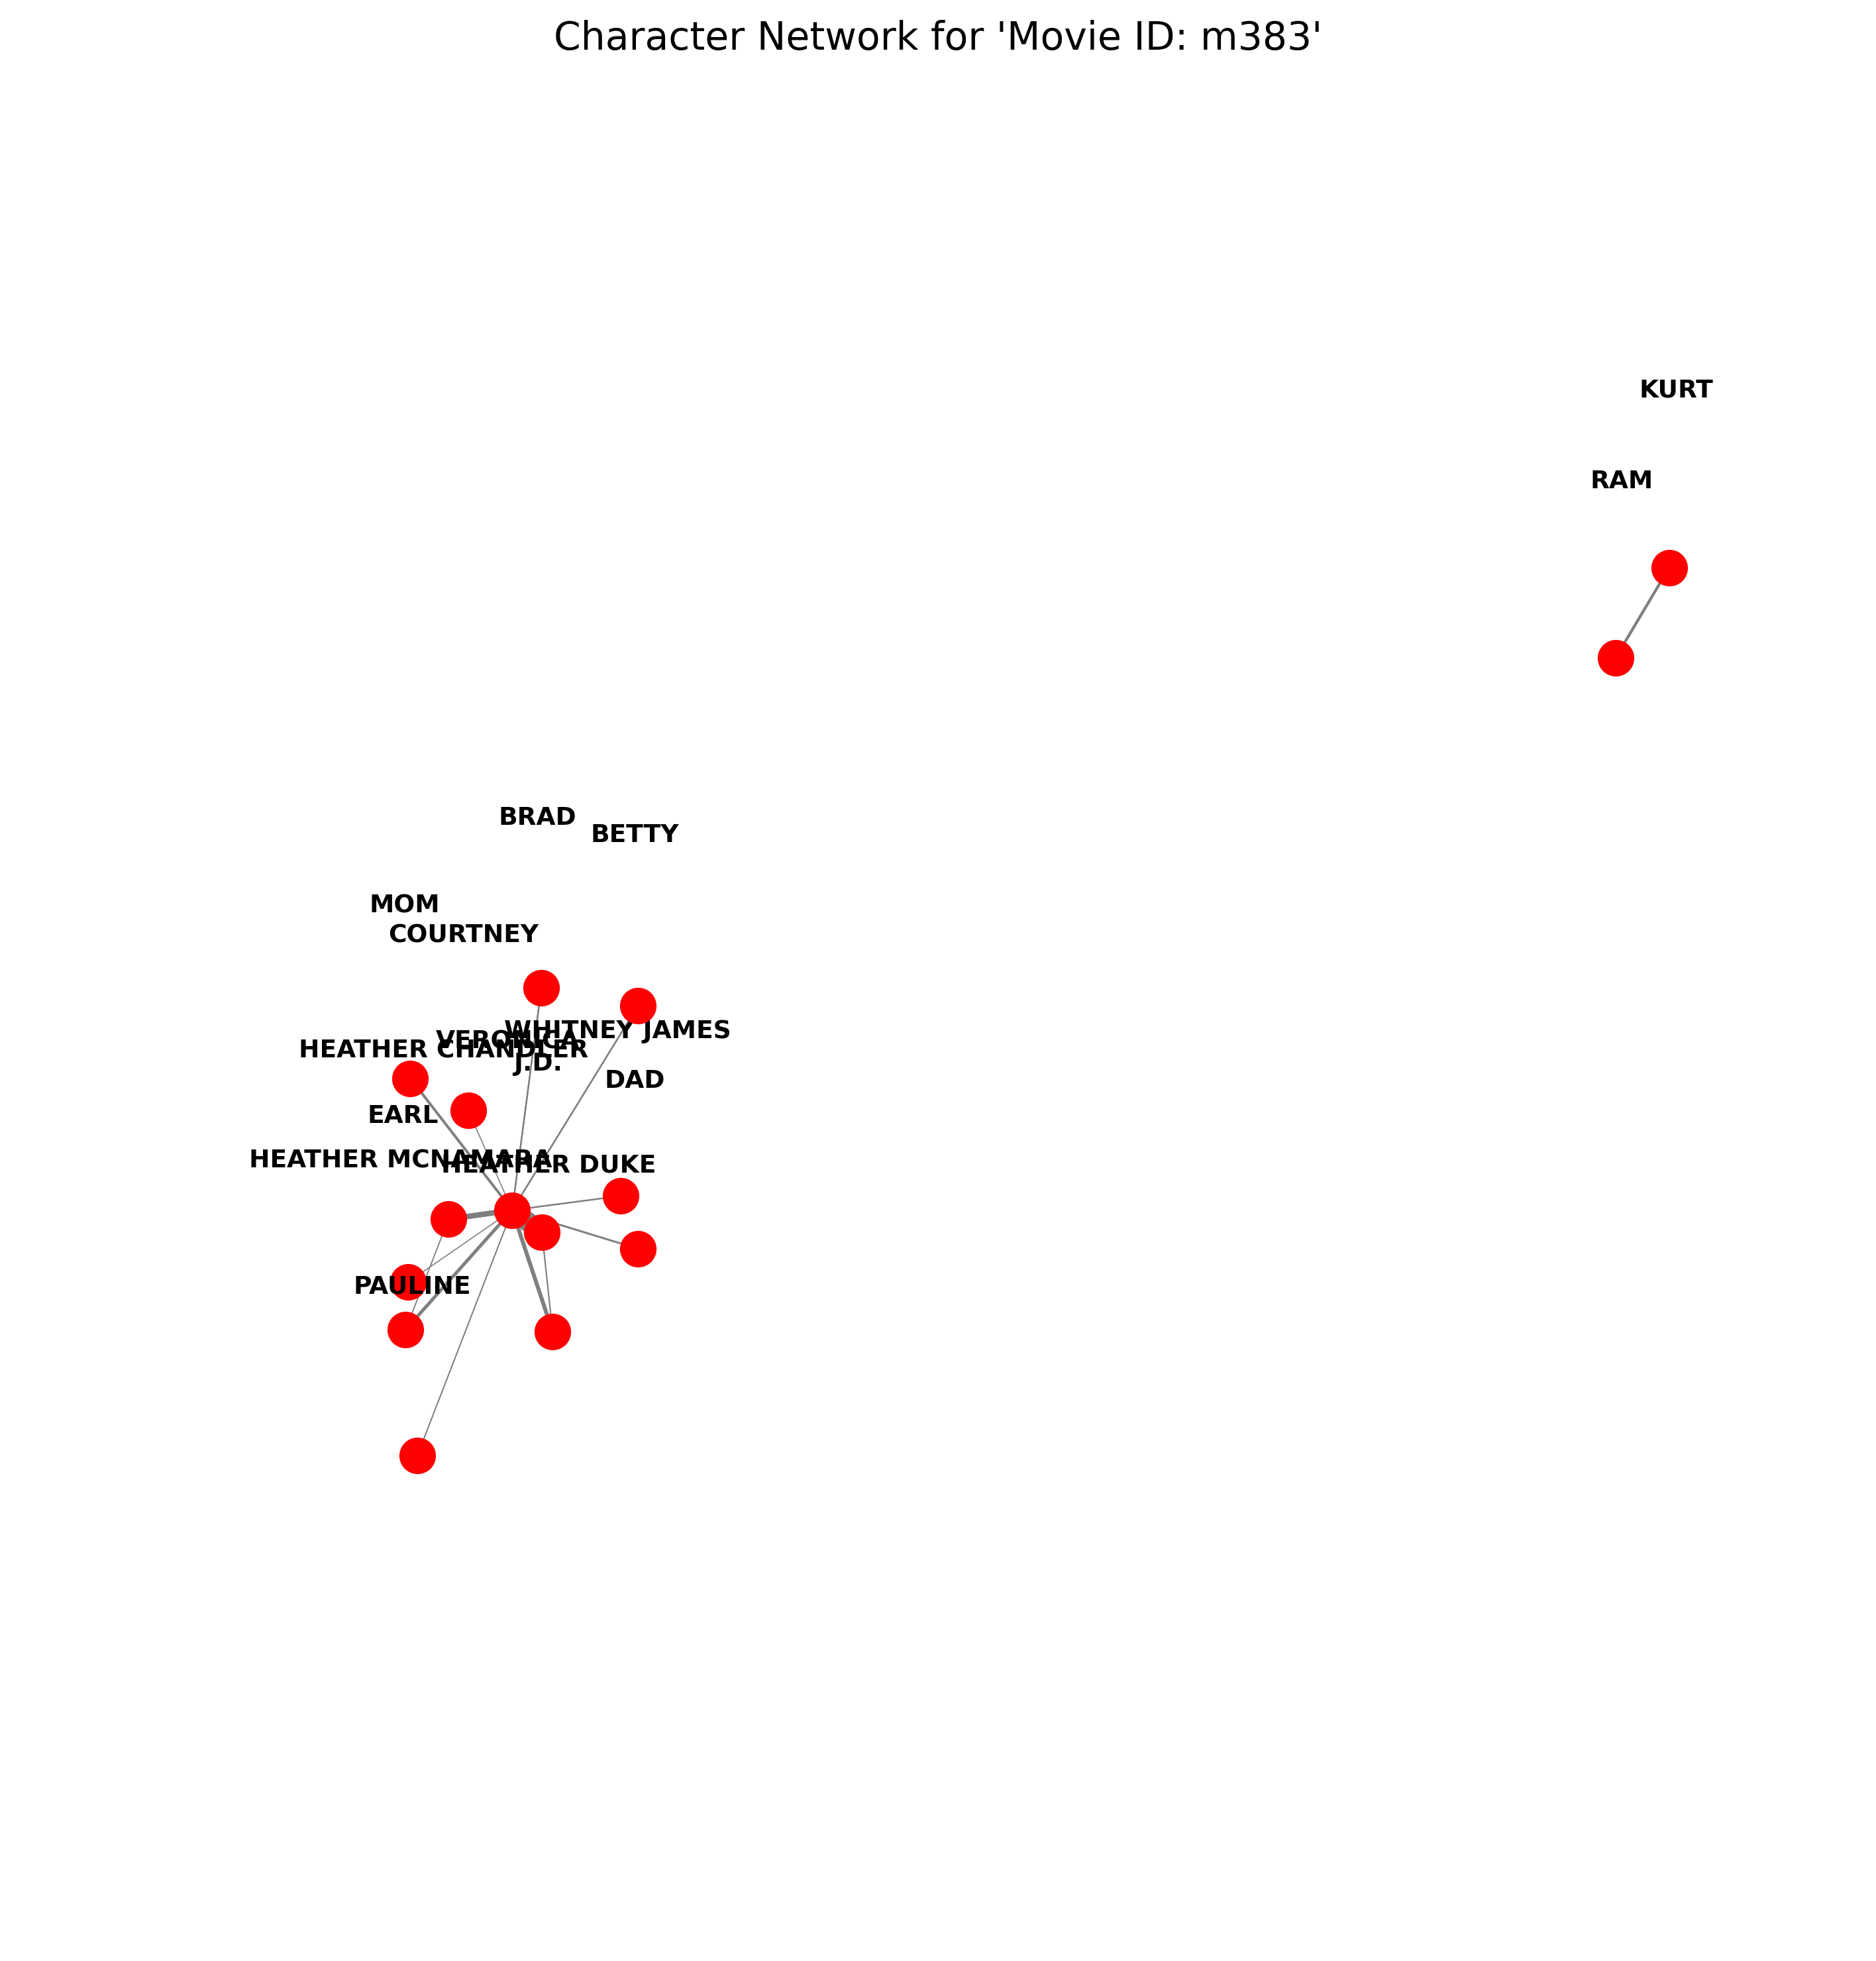 Character Network for 'Movie ID: m383'
KURT
RAM
BRAD
BETTY
MOM
COURTNEY
WHITNEY JAMES
VERONICA
HEATHER CHANDLER
J.D.
DAD
EARL
HEATHER MCNAMARA
HEATHER DUKE
PAULINE